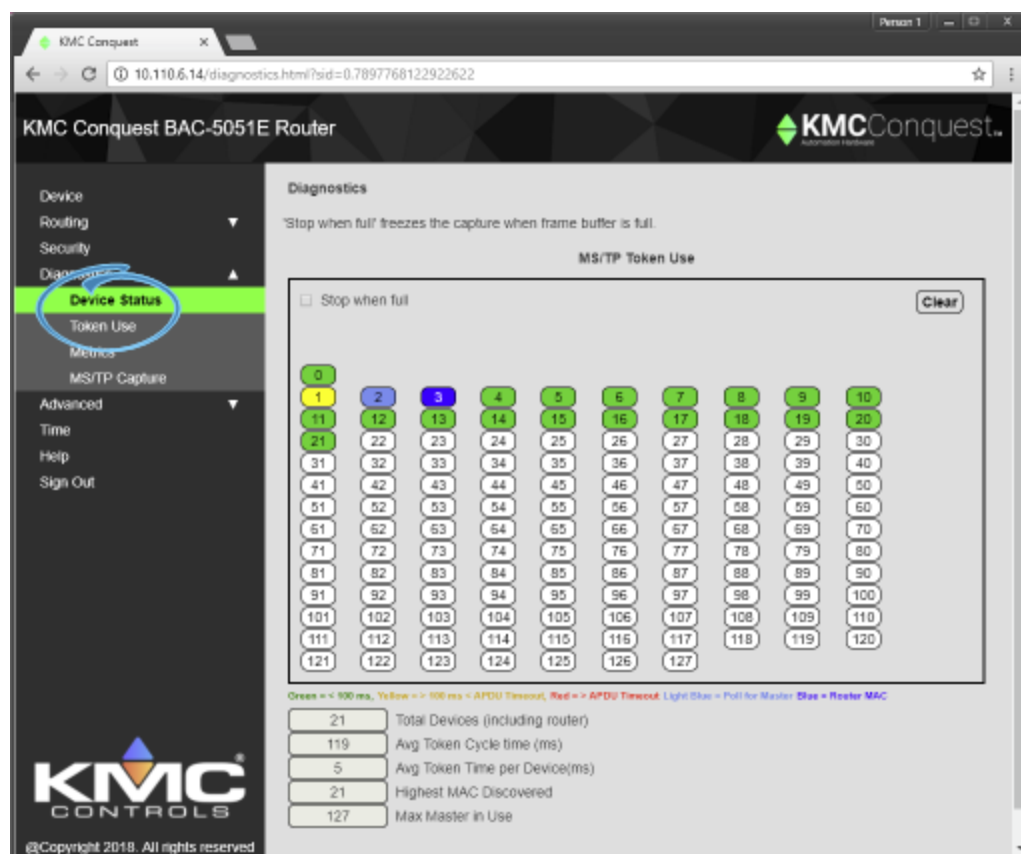 Person 1
KMC Conquest
10.110.6.14/diagnostics.html?sid=0.7897768122922622
KMC Conquest BAC-5051E Router
KMC Conquest
Automation Hardware
Device
Routing
Security
Device Status
Token Use
Metrics
MS/TP Capture
Advanced
Time
Help
Sign Out
Diagnostics
'Stop when full' freezes the capture when frame buffer is full.
MS/TP Token Use
Stop when full
Clear
0
1 2 3 4 5 6 7 8 9 10
11 12 13 14 15 16 17 18 19 20
21 22 23 24 25 26 27 28 29 30
31 32 33 34 35 36 37 38 39 40
41 42 43 44 45 46 47 48 49 50
51 52 53 54 55 56 57 58 59 60
61 62 63 64 65 66 67 68 69 70
71 72 73 74 75 76 77 78 79 80
81 82 83 84 85 86 87 88 89 90
91 92 93 94 95 96 97 98 99 100
101 102 103 104 105 106 107 108 109 110
111 112 113 114 115 116 117 118 119 120
121 122 123 124 125 126 127
Green = < 100 ms, Yellow = > 100 ms < APDU Timeout, Red = > APDU Timeout Light Blue = Poll for Master Blue = Router MAC
21 Total Devices (including router)
119 Avg Token Cycle time (ms)
5 Avg Token Time per Device(ms)
21 Highest MAC Discovered
127 Max Master in Use
KMC
CONTROLS
@Copyright 2018. All rights reserved